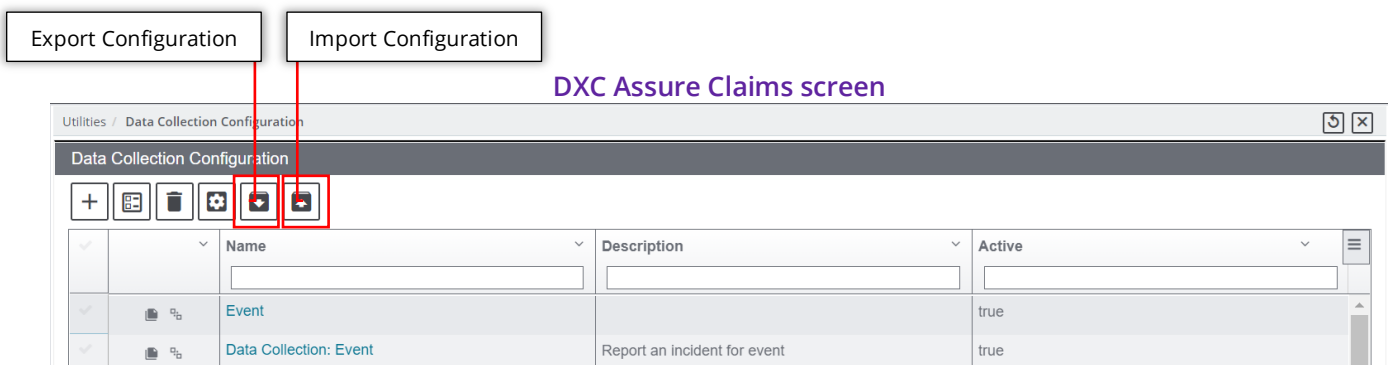 Export Configuration
Import Configuration
DXC Assure Claims screen
Utilities / Data Collection Configuration
Data Collection Configuration
Name
Description
Active
Event
true
Data Collection: Event
Report an incident for event
true